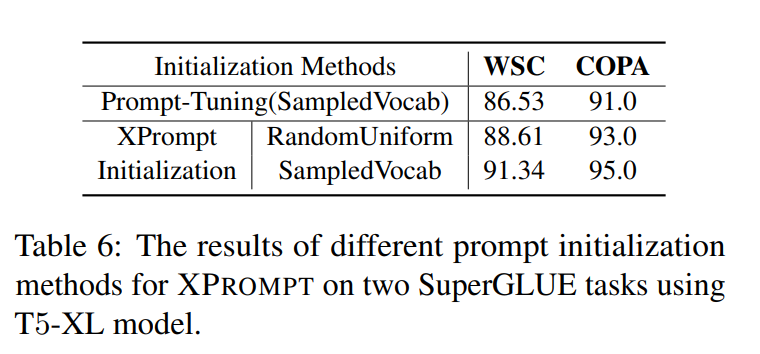 Initialization Methods WSC COPA
Prompt-Tuning(SampledVocab) 86.53 91.0
XPrompt RandomUniform 88.61 93.0
Initialization SampledVocab 91.34 95.0
Table 6: The results of different prompt initialization
methods for XPROMPT on two SuperGLUE tasks using
T5-XL model.